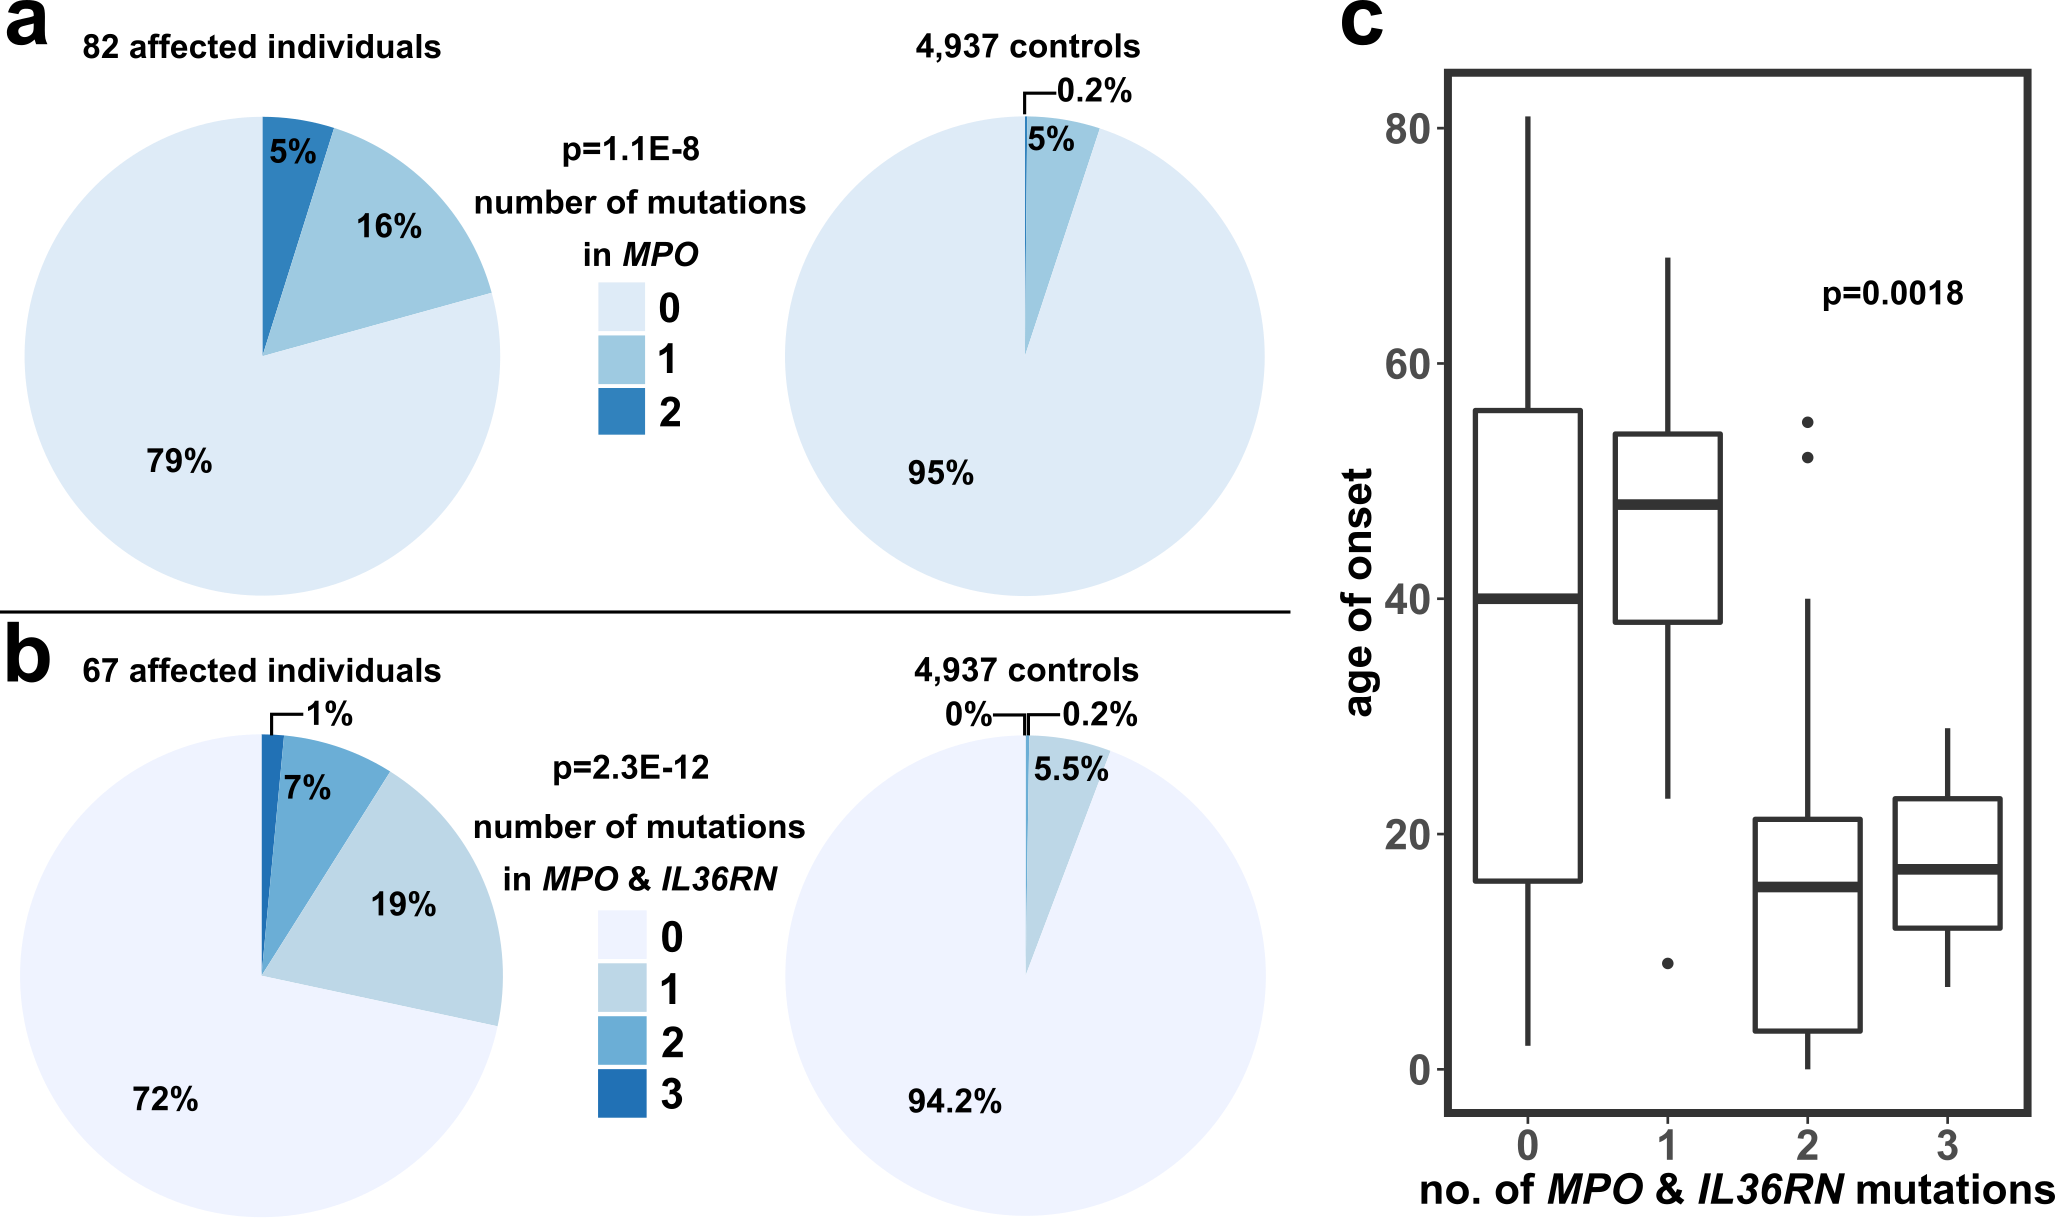 a
82 affected individuals
5%
16%
79%
p=1.1E-8
number of mutations
in MPO
0
1
2
4,937 controls
0.2%
5%
95%
b
67 affected individuals
1%
7%
19%
72%
p=2.3E-12
number of mutations
in MPO & IL36RN
0
1
2
3
4,937 controls
0% 0.2%
5.5%
94.2%
c
age of onset
80
60
40
20
0
p=0.0018
0 1 2 3
no. of MPO & IL36RN mutations